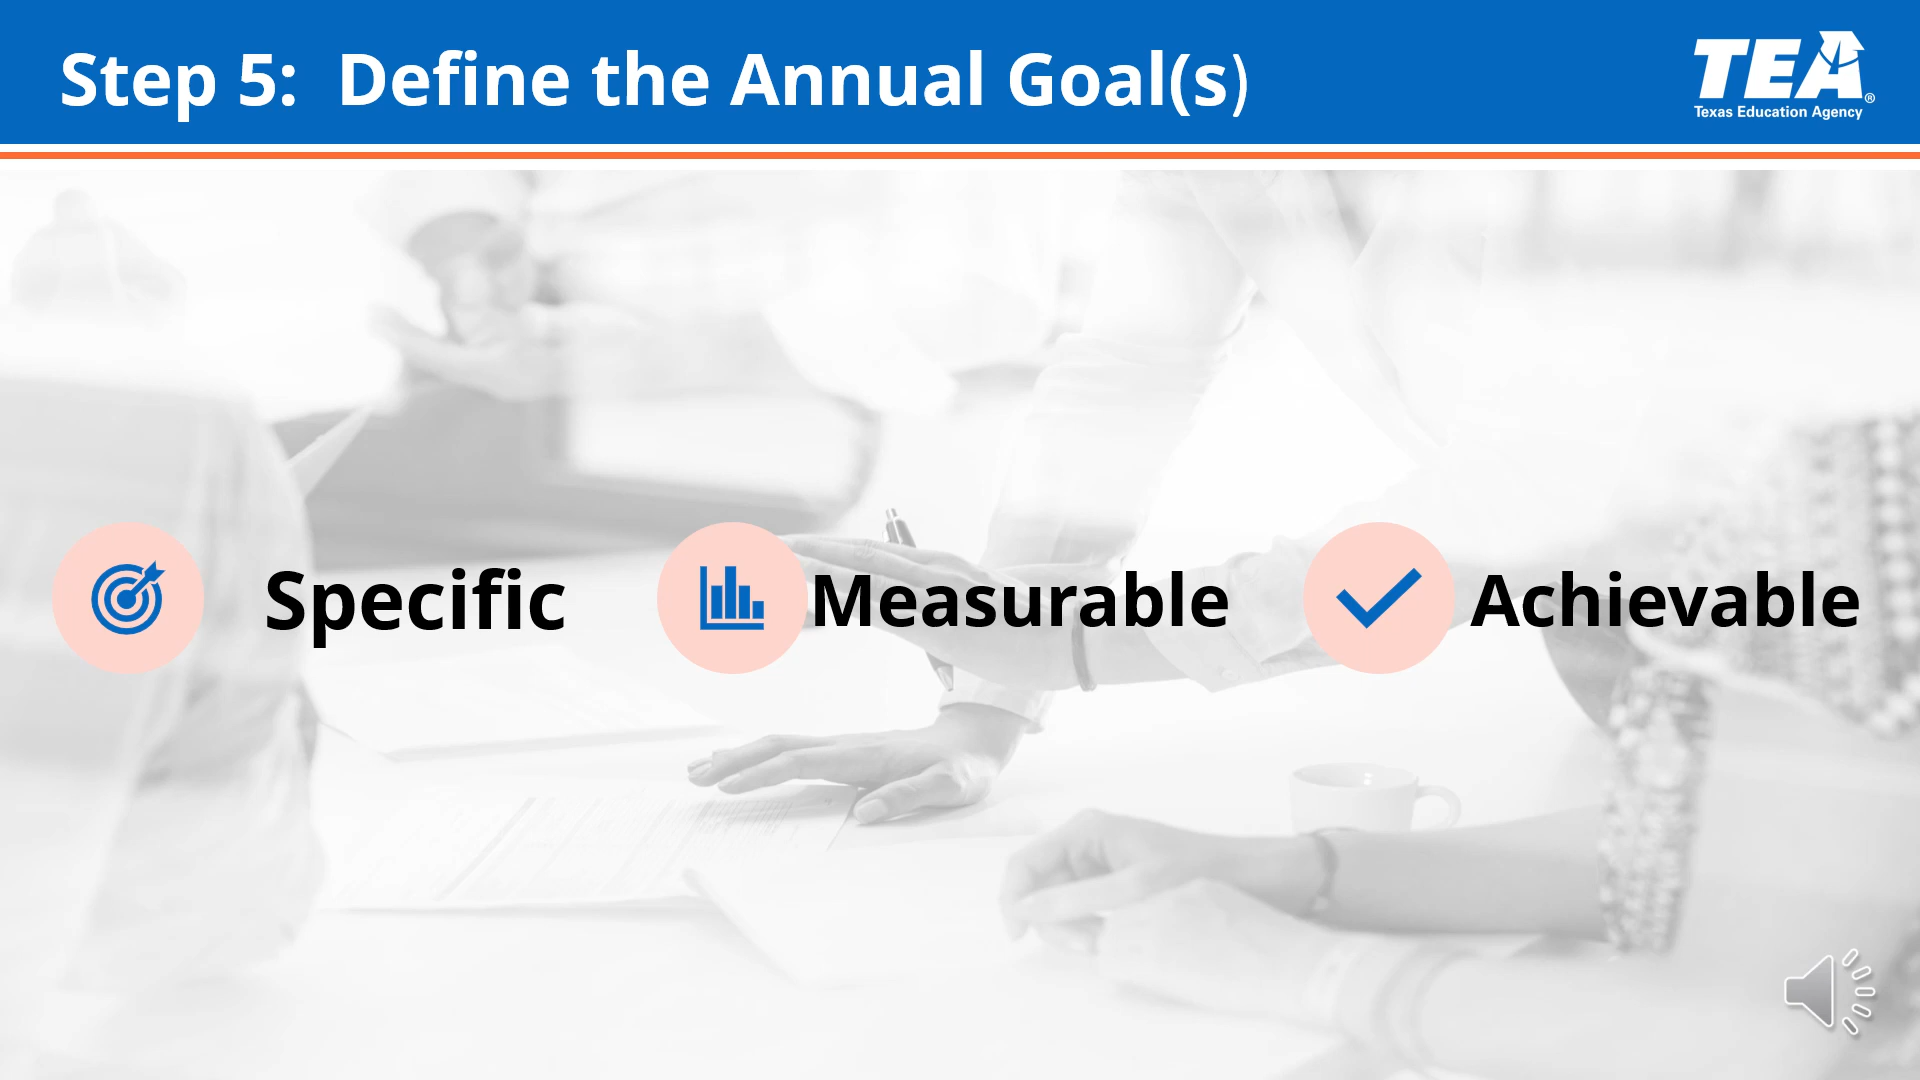 Step 5:  Define the Annual Goal(s)
TEA®
Texas Education Agency
Specific
Measurable
Achievable